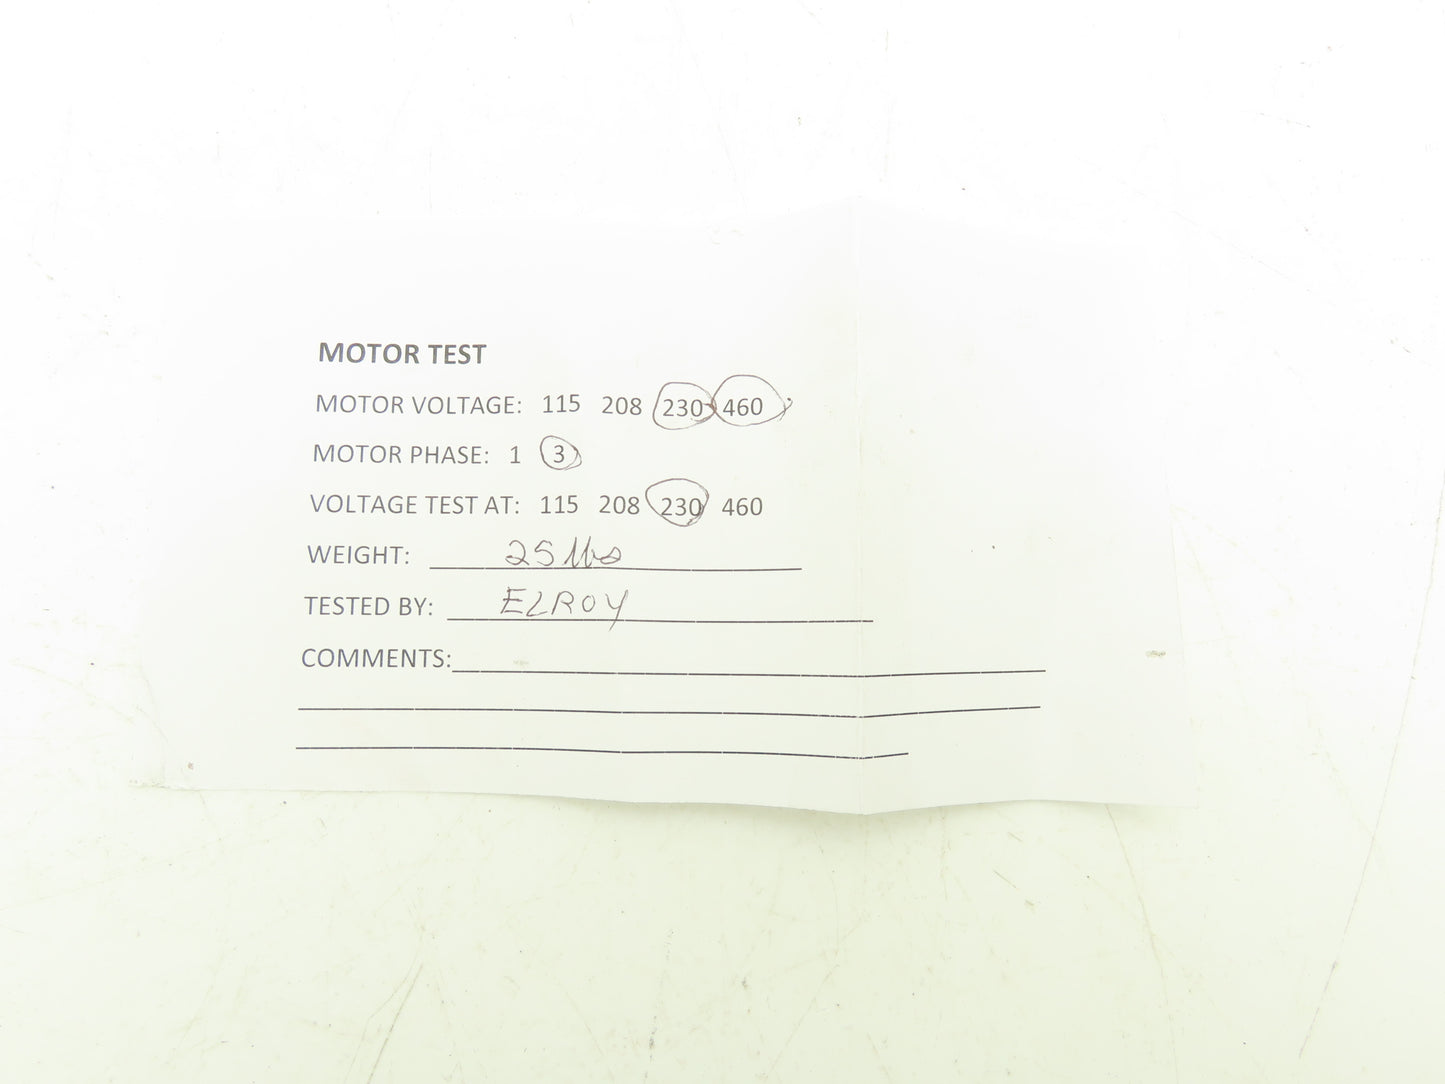 MOTOR TEST
MOTOR VOLTAGE: 115 208 230 460
MOTOR PHASE: 1 3
VOLTAGE TEST AT: 115 208 230 460
WEIGHT: 25 lbs
TESTED BY: ELROY
COMMENTS: